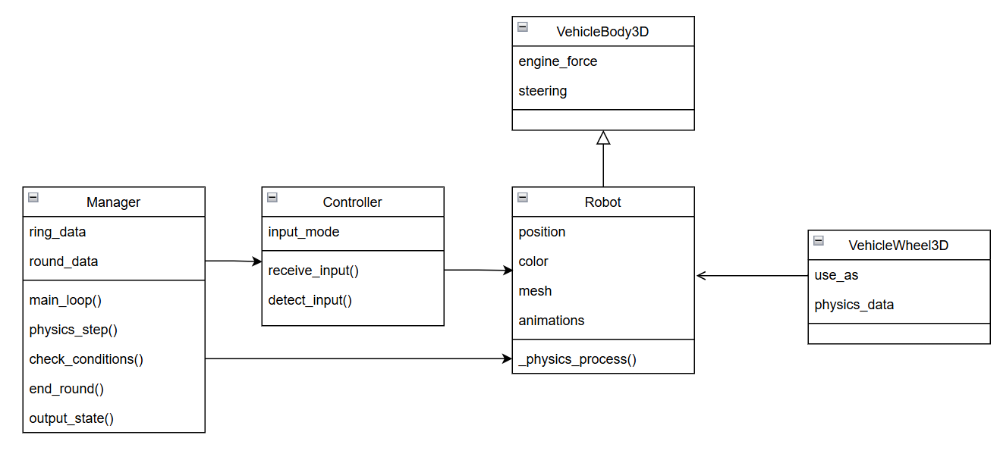 VehicleBody3D
engine_force
steering
Manager
ring_data
round_data
main_loop()
physics_step()
check_conditions()
end_round()
output_state()
Controller
input_mode
receive_input()
detect_input()
Robot
position
color
mesh
animations
_physics_process()
VehicleWheel3D
use_as
physics_data